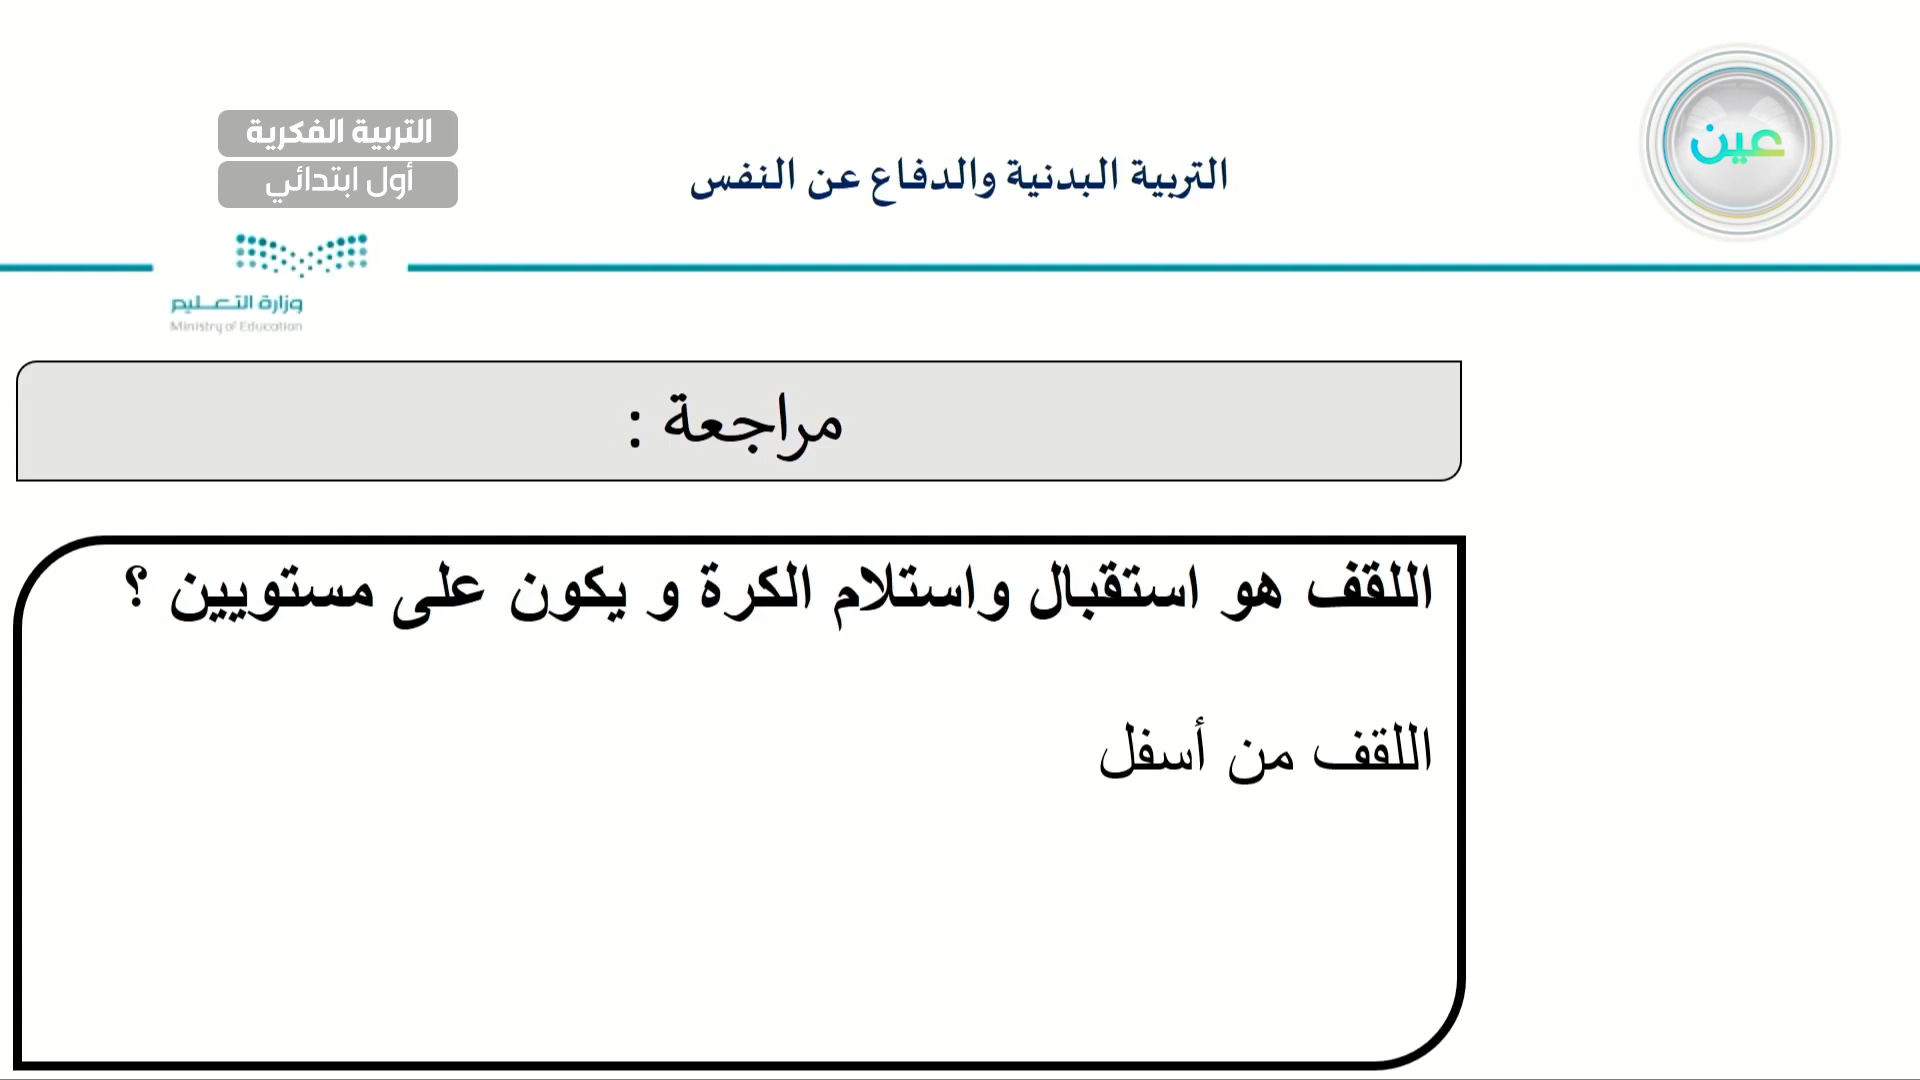 عين
التربية الفكرية
أول ابتدائي
التربية البدنية والدفاع عن النفس
وزارة التعليم
Ministry of Education
مراجعة :
اللقف هو استقبال واستلام الكرة و يكون على مستويين ؟
اللقف من أسفل